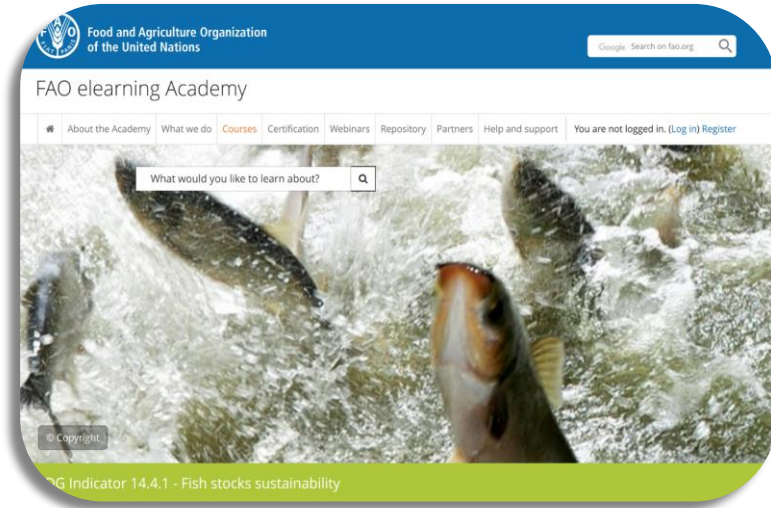 Food and Agriculture Organization
of the United Nations
Google Search on fao.org
FAO elearning Academy
About the Academy What we do Courses Certification Webinars Repository Partners Help and support You are not logged in. (Log in) Register
What would you like to learn about?
© Copyright
Indicator 14.4.1 - Fish stocks sustainability